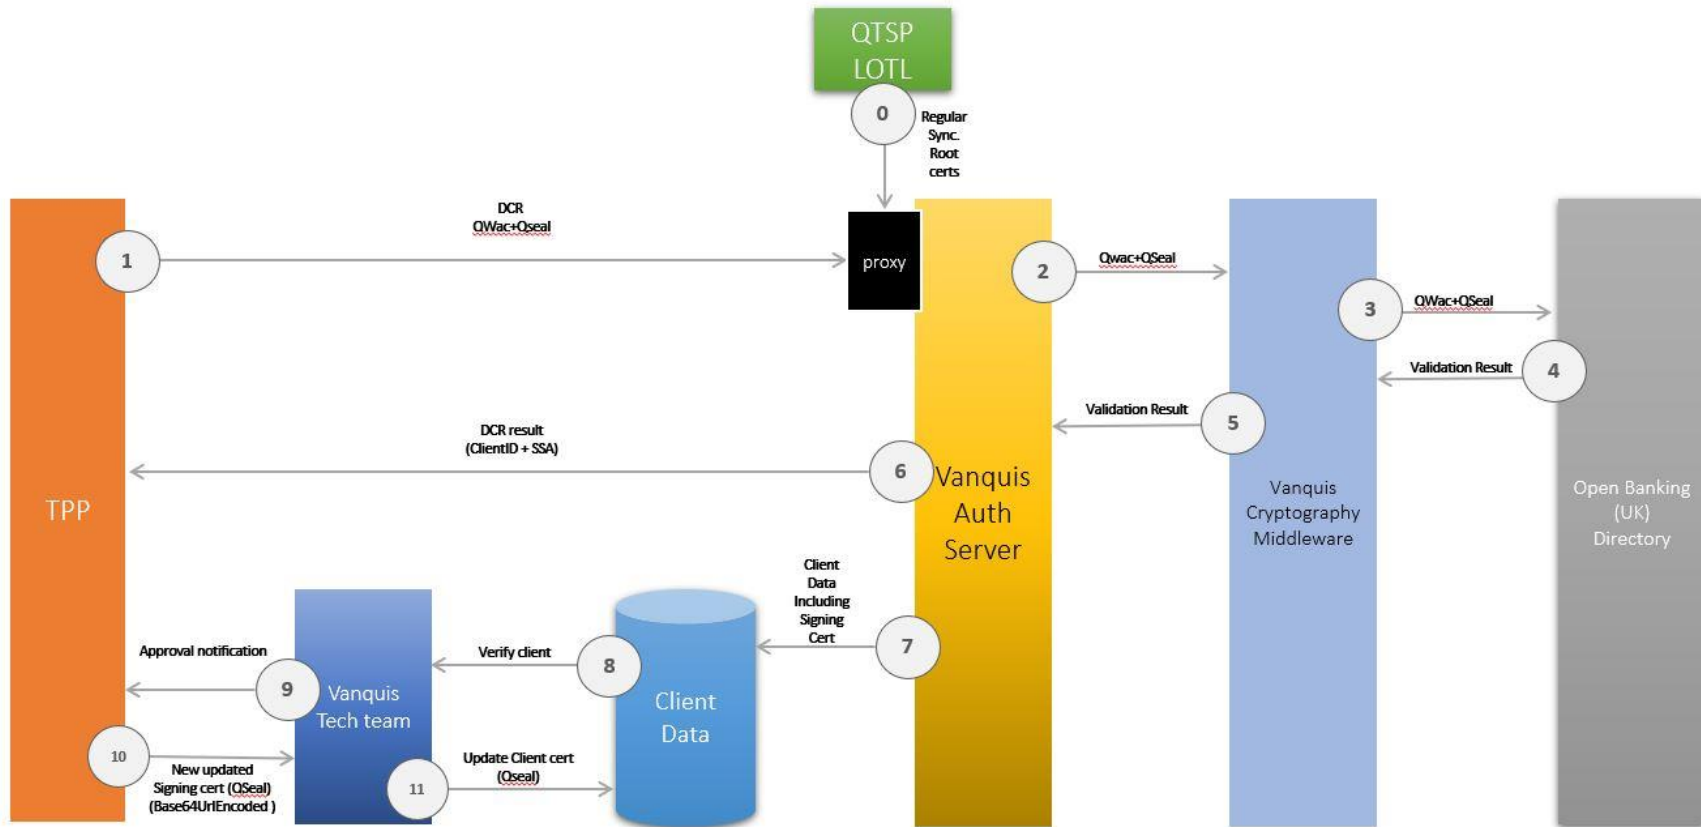 QTSP
LOTL
0
Regular
Sync.
Root
certs
DCR
QWac+Qseal
1
proxy
2
Qwac+QSeal
3
QWac+QSeal
Validation Result
4
Validation Result
5
DCR result
(ClientID + SSA)
6
TPP
Vanquis
Auth
Server
Vanquis
Cryptography
Middleware
Open Banking
(UK)
Directory
Client
Data
Including
Signing
Cert
7
Verify client
8
Approval notification
9
Vanquis
Tech team
Client
Data
10
New updated
Signing cert (QSeal)
(Base64UrlEncoded )
11
Update Client cert
(Qseal)